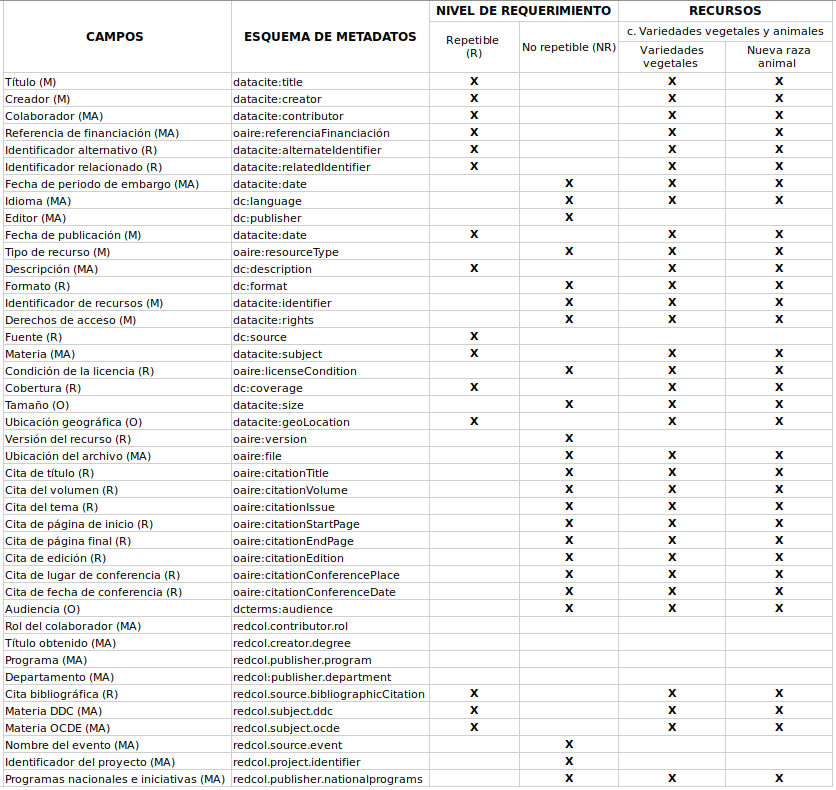 CAMPOS ESQUEMA DE METADATOS NIVEL DE REQUERIMIENTO RECURSOS
c. Variedades vegetales y animales
Repetible (R) No repetible (NR) Variedades vegetales Nueva raza animal
Título (M) datacite:title X X X
Creador (M) datacite:creator X X X
Colaborador (MA) datacite:contributor X X X
Referencia de financiación (MA) oaire:referenciaFinanciación X X X
Identificador alternativo (R) datacite:alternateIdentifier X X X
Identificador relacionado (R) datacite:relatedIdentifier X X X
Fecha de periodo de embargo (MA) datacite:date X X X
Idioma (MA) dc:language X X X
Editor (MA) dc:publisher X
Fecha de publicación (M) datacite:date X X X
Tipo de recurso (M) oaire:resourceType X X X
Descripción (MA) dc:description X X X
Formato (R) dc:format X X X
Identificador de recursos (M) datacite:identifier X X X
Derechos de acceso (M) datacite:rights X X X
Fuente (R) dc:source X
Materia (MA) datacite:subject X X X
Condición de la licencia (R) oaire:licenseCondition X X X
Cobertura (R) dc:coverage X X X
Tamaño (O) datacite:size X X X
Ubicación geográfica (O) datacite:geoLocation X X X
Versión del recurso (R) oaire:version X
Ubicación del archivo (MA) oaire:file X X X
Cita de título (R) oaire:citationTitle X X X
Cita del volumen (R) oaire:citationVolume X X X
Cita del tema (R) oaire:citationIssue X X X
Cita de página de inicio (R) oaire:citationStartPage X X X
Cita de página final (R) oaire:citationEndPage X X X
Cita de edición (R) oaire:citationEdition X X X
Cita de lugar de conferencia (R) oaire:citationConferencePlace X X X
Cita de fecha de conferencia (R) oaire:citationConferenceDate X X X
Audiencia (O) dcterms:audience X X X
Rol del colaborador (MA) redcol.contributor.rol
Título obtenido (MA) redcol.creator.degree
Programa (MA) redcol.publisher.program
Departamento (MA) redcol:publisher.department
Cita bibliográfica (R) redcol.source.bibliographicCitation X X X
Materia DDC (MA) redcol.subject.ddc X X X
Materia OCDE (MA) redcol.subject.ocde X X X
Nombre del evento (MA) redcol.source.event X
Identificador del proyecto (MA) redcol.project.identifier X
Programas nacionales e iniciativas (MA) redcol.publisher.nationalprograms X X X